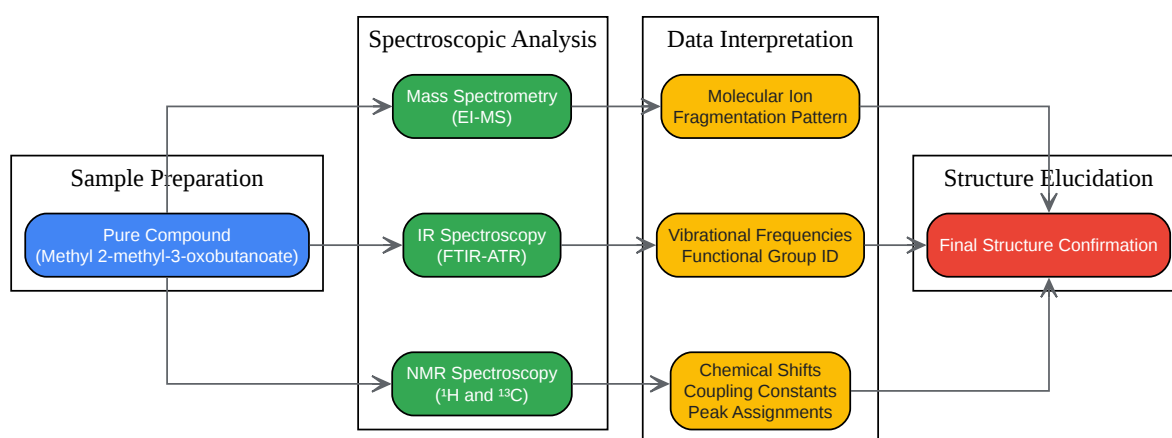 Sample Preparation
Pure Compound
(Methyl 2-methyl-3-oxobutanoate)
Spectroscopic Analysis
Mass Spectrometry
(EI-MS)
IR Spectroscopy
(FTIR-ATR)
NMR Spectroscopy
(¹H and ¹³C)
Data Interpretation
Molecular Ion
Fragmentation Pattern
Vibrational Frequencies
Functional Group ID
Chemical Shifts
Coupling Constants
Peak Assignments
Structure Elucidation
Final Structure Confirmation